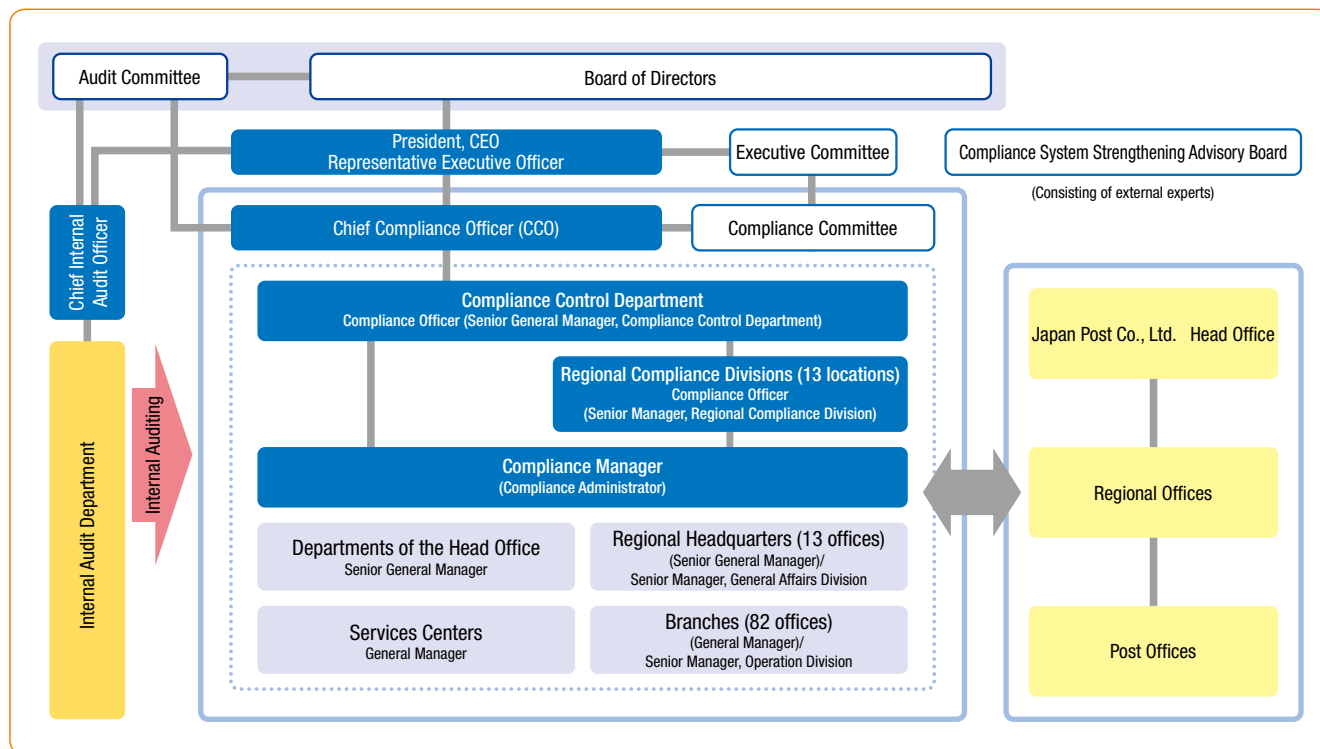 Audit Committee
Board of Directors
President, CEO
Representative Executive Officer
Executive Committee
Compliance System Strengthening Advisory Board
(Consisting of external experts)
Chief Internal
Audit Officer
Chief Compliance Officer (CCO)
Compliance Committee
Compliance Control Department
Compliance Officer (Senior General Manager, Compliance Control Department)
Regional Compliance Divisions (13 locations)
Compliance Officer
(Senior Manager, Regional Compliance Division)
Compliance Manager
(Compliance Administrator)
Internal Audit Department
Internal Auditing
Departments of the Head Office
Senior General Manager
Regional Headquarters (13 offices)
(Senior General Manager)/
Senior Manager, General Affairs Division
Services Centers
General Manager
Branches (82 offices)
(General Manager)/
Senior Manager, Operation Division
Japan Post Co., Ltd. Head Office
Regional Offices
Post Offices